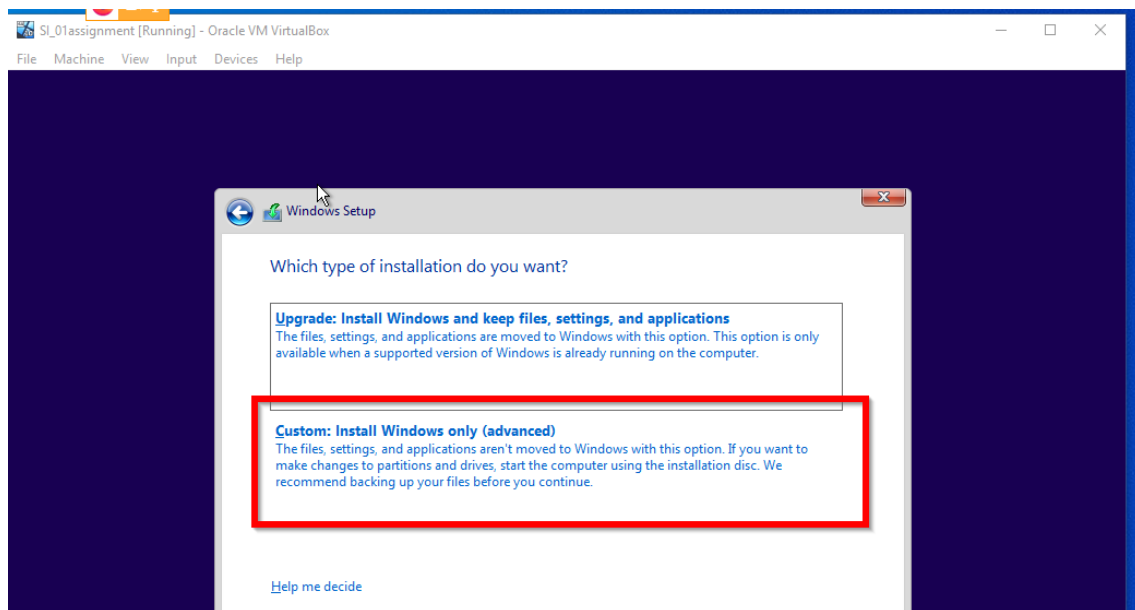 SI_01assignment [Running] - Oracle VM VirtualBox
File Machine View Input Devices Help
Windows Setup
Which type of installation do you want?
Upgrade: Install Windows and keep files, settings, and applications
The files, settings, and applications are moved to Windows with this option. This option is only
available when a supported version of Windows is already running on the computer.
Custom: Install Windows only (advanced)
The files, settings, and applications aren't moved to Windows with this option. If you want to
make changes to partitions and drives, start the computer using the installation disc. We
recommend backing up your files before you continue.
Help me decide